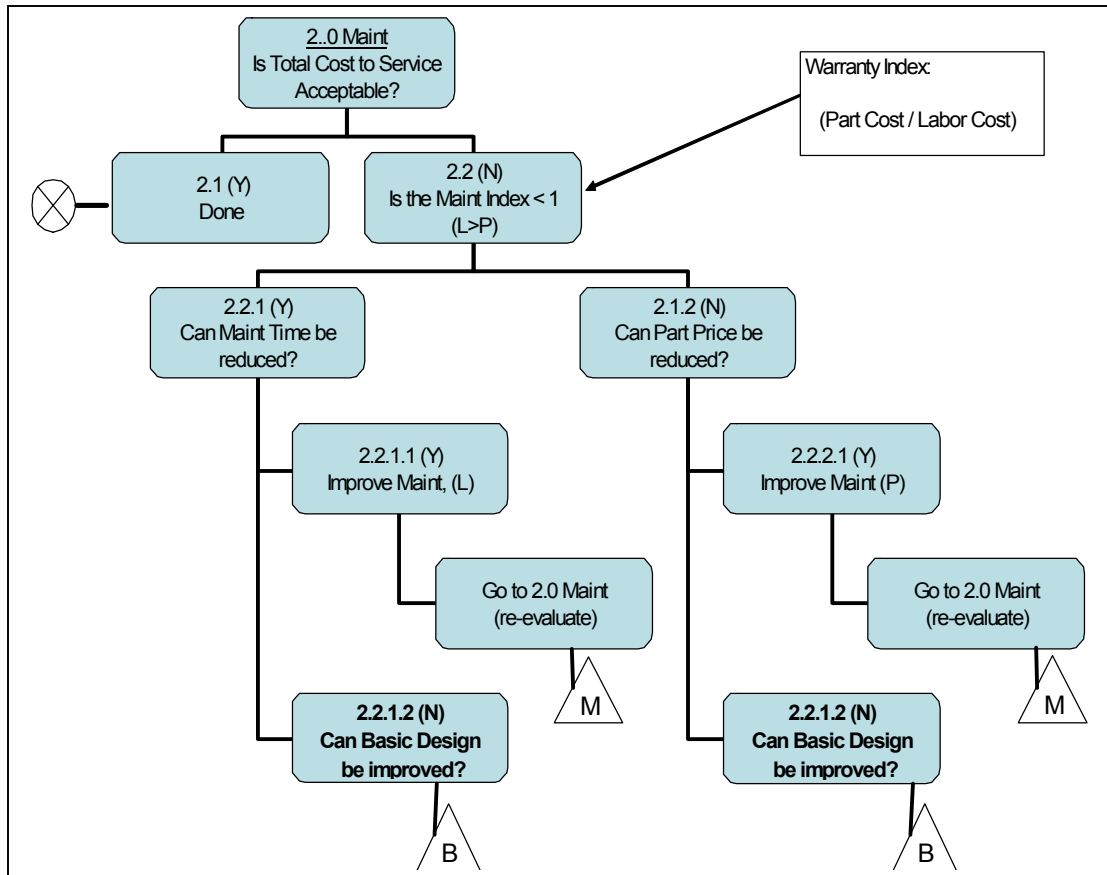 2..0 Maint
Is Total Cost to Service
Acceptable?
Warranty Index:
(Part Cost / Labor Cost)
2.1 (Y)
Done
2.2 (N)
Is the Maint Index < 1
(L>P)
2.2.1 (Y)
Can Maint Time be
reduced?
2.1.2 (N)
Can Part Price be
reduced?
2.2.1.1 (Y)
Improve Maint, (L)
2.2.2.1 (Y)
Improve Maint (P)
Go to 2.0 Maint
(re-evaluate)
Go to 2.0 Maint
(re-evaluate)
M
M
2.2.1.2 (N)
Can Basic Design
be improved?
2.2.1.2 (N)
Can Basic Design
be improved?
B
B